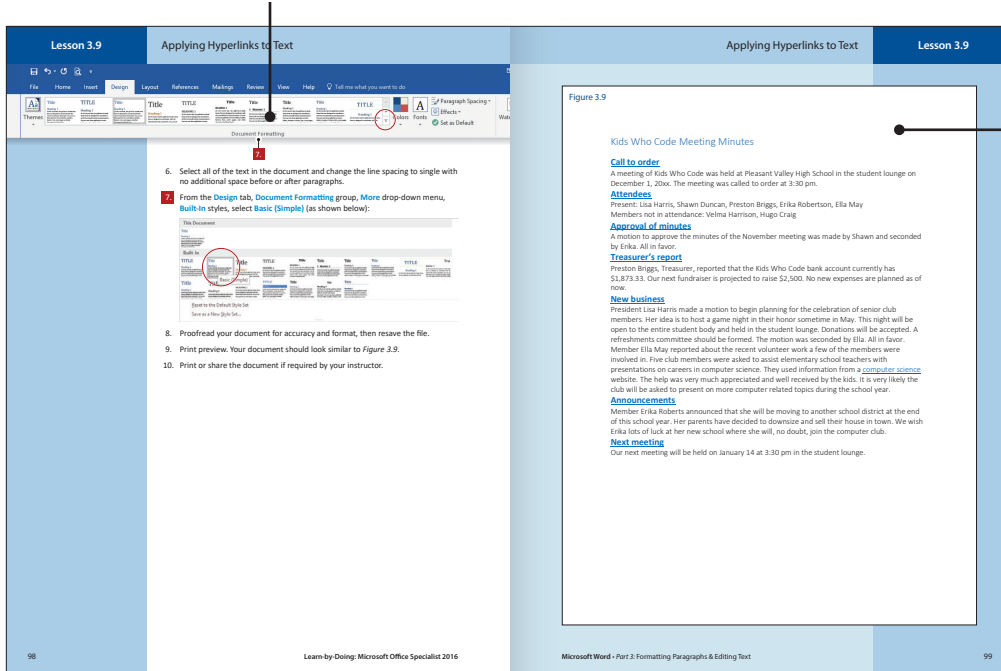 Lesson 3.9
Applying Hyperlinks to Text
File Home Insert Design Layout References Mailings Review View Help Tell me what you want to do
Themes
Title
TITLE
Title
Title
TITLE
Title
Title
Title
Title
Title
TITLE
Colors
Fonts
Paragraph Spacing
Effects
Set as Default
Document Formatting
7.
6. Select all of the text in the document and change the line spacing to single with
no additional space before or after paragraphs.
7. From the Design tab, Document Formatting group, More drop-down menu,
Built-In styles, select Basic (Simple) (as shown below):
This Document
Title
Built-In
Basic (Simple)
Reset to the Default Style Set
Save as a New Style Set...
8. Proofread your document for accuracy and format, then resave the file.
9. Print preview. Your document should look similar to Figure 3.9.
10. Print or share the document if required by your instructor.
98
Learn-by-Doing: Microsoft Office Specialist 2016
Applying Hyperlinks to Text
Lesson 3.9
Figure 3.9
Kids Who Code Meeting Minutes
Call to order
A meeting of Kids Who Code was held at Pleasant Valley High School in the student lounge on
December 1, 20xx. The meeting was called to order at 3:30 pm.
Attendees
Present: Lisa Harris, Shawn Duncan, Preston Briggs, Erika Robertson, Ella May
Members not in attendance: Velma Harrison, Hugo Craig
Approval of minutes
A motion to approve the minutes of the November meeting was made by Shawn and seconded
by Erika. All in favor.
Treasurer's report
Preston Briggs, Treasurer, reported that the Kids Who Code bank account currently has
$1,873.33. Our next fundraiser is projected to raise $2,500. No new expenses are planned as of
now.
New business
President Lisa Harris made a motion to begin planning for the celebration of senior club
members. Her idea is to host a game night in their honor sometime in May. This night will be
open to the entire student body and held in the student lounge. Donations will be accepted. A
refreshments committee should be formed. The motion was seconded by Ella. All in favor.
Member Ella May reported about the recent volunteer work a few of the members were
involved in. Five club members were asked to assist elementary school teachers with
presentations on careers in computer science. They used information from a computer science
website. The help was very much appreciated and well received by the kids. It is very likely the
club will be asked to present on more computer related topics during the school year.
Announcements
Member Erika Roberts announced that she will be moving to another school district at the end
of this school year. Her parents have decided to downsize and sell their house in town. We wish
Erika lots of luck at her new school where she will, no doubt, join the computer club.
Next meeting
Our next meeting will be held on January 14 at 3:30 pm in the student lounge.
Microsoft Word • Part 3: Formatting Paragraphs & Editing Text
99